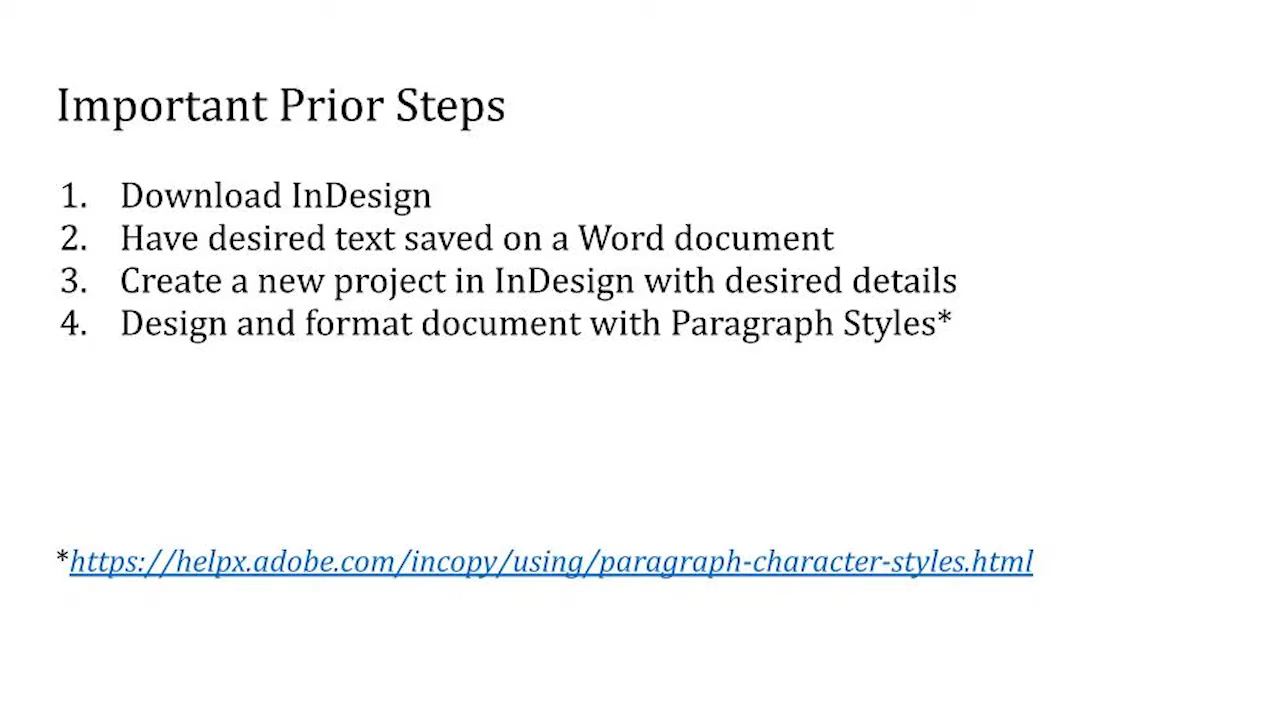 Important Prior Steps
1. Download InDesign
2. Have desired text saved on a Word document
3. Create a new project in InDesign with desired details
4. Design and format document with Paragraph Styles*
*https://helpx.adobe.com/incopy/using/paragraph-character-styles.html